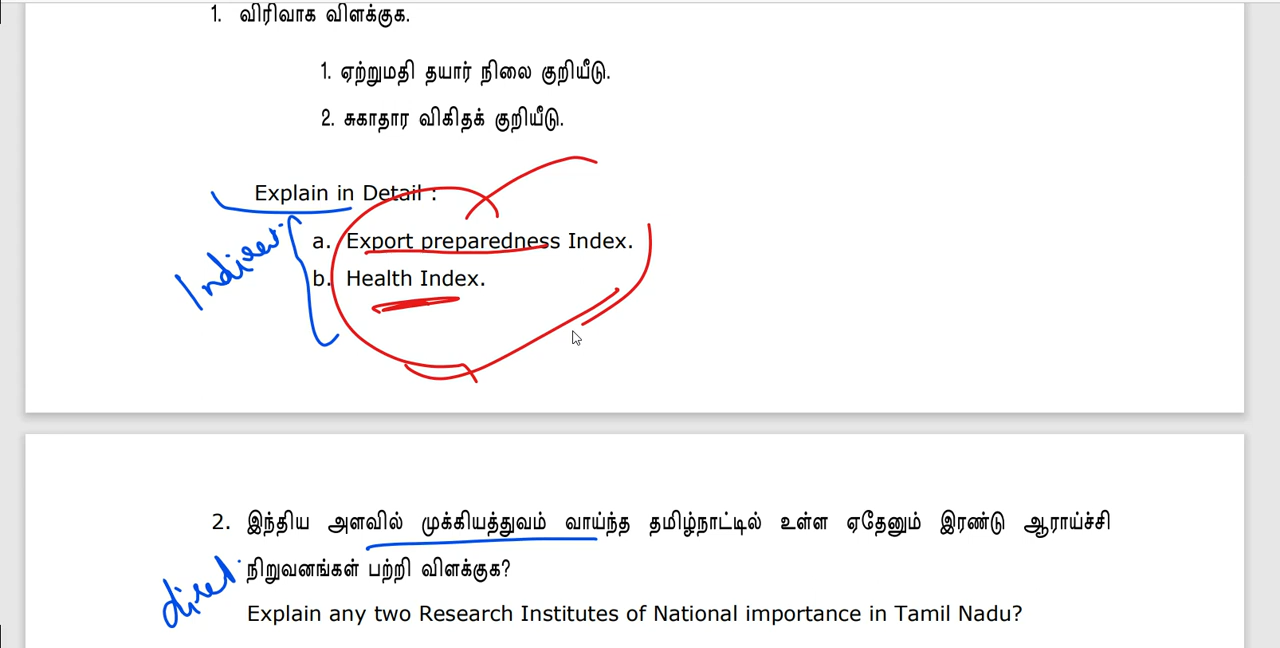 1. விரிவாக விளக்குக.
1. ஏற்றுமதி தயார் நிலை குறியீடு.
2. சுகாதார விகிதக் குறியீடு.
Explain in Detail :
a. Export preparedness Index.
b. Health Index.
Indirect
2. இந்திய அளவில் முக்கியத்துவம் வாய்ந்த தமிழ்நாட்டில் உள்ள ஏதேனும் இரண்டு ஆராய்ச்சி
நிறுவனங்கள் பற்றி விளக்குக?
direct
Explain any two Research Institutes of National importance in Tamil Nadu?